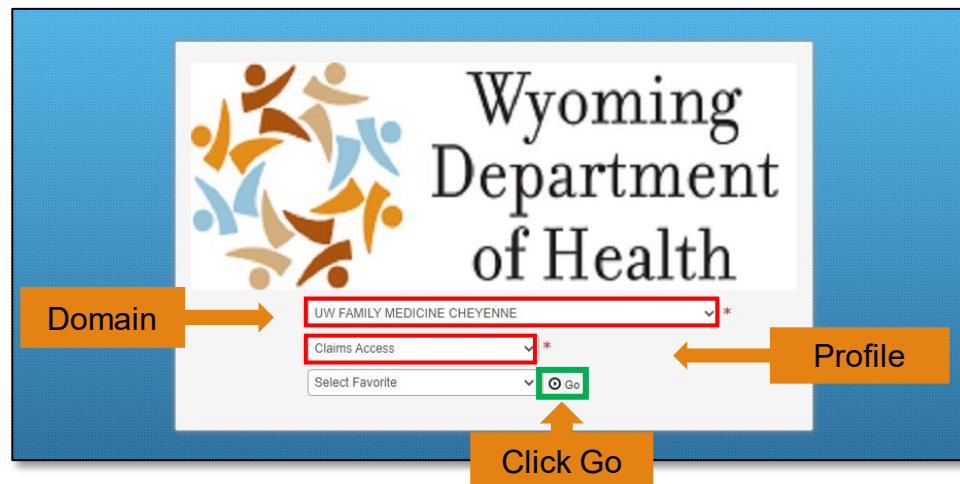 Wyoming
Department
of Health
Domain
UW FAMILY MEDICINE CHEYENNE *
Claims Access *
Profile
Select Favorite Go
Click Go